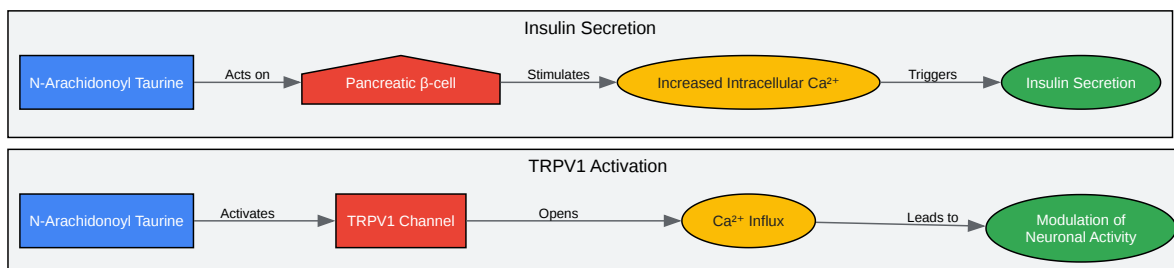 Insulin Secretion
N-Arachidonoyl Taurine
Acts on
Pancreatic β-cell
Stimulates
Increased Intracellular Ca²⁺
Triggers
Insulin Secretion
TRPV1 Activation
N-Arachidonoyl Taurine
Activates
TRPV1 Channel
Opens
Ca²⁺ Influx
Leads to
Modulation of
Neuronal Activity